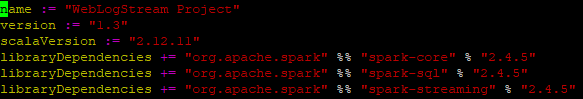 name := "WebLogStream Project"
version := "1.3"
scalaVersion := "2.12.11"
libraryDependencies += "org.apache.spark" %% "spark-core" % "2.4.5"
libraryDependencies += "org.apache.spark" %% "spark-sql" % "2.4.5"
libraryDependencies += "org.apache.spark" %% "spark-streaming" % "2.4.5"